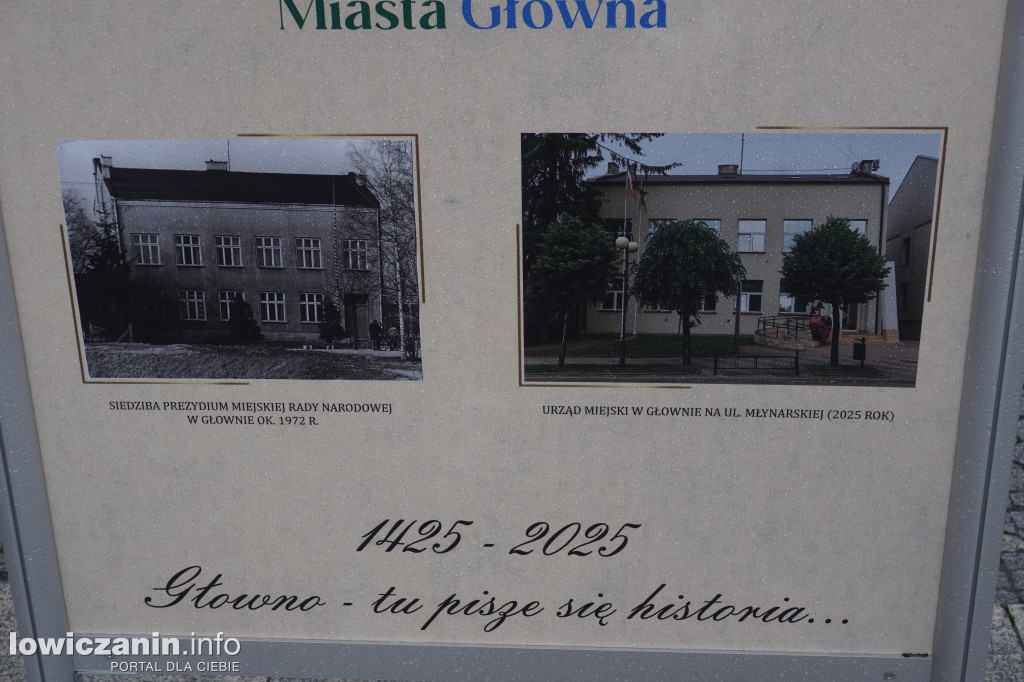 Miasta Głowna
SIEDZIBA PREZYDIUM MIEJSKIEJ RADY NARODOWEJ
W GŁOWNIE OK. 1972 R.
URZĄD MIEJSKI W GŁOWNIE NA UL. MŁYNARSKIEJ (2025 ROK)
1425 - 2025
Głowno - tu pisze się historia...
lowiczanin.info
PORTAL DLA CIEBIE